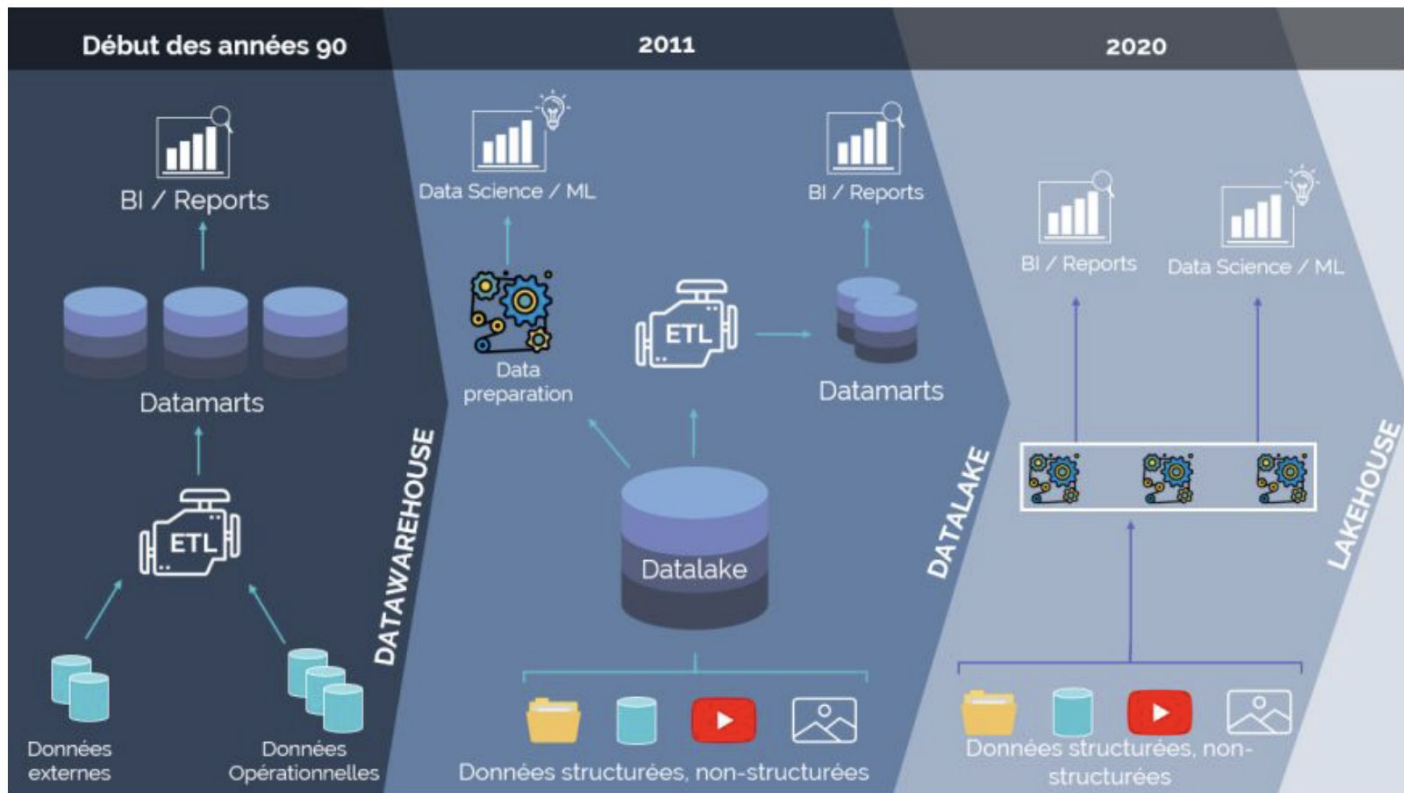 Début des années 90
BI / Reports
Datamarts
ETL
Données
externes
Données
Opérationnelles
DATAWAREHOUSE
2011
Data Science / ML
BI / Reports
Data
preparation
ETL
Datamarts
Datalake
Données structurées, non-structurées
DATALAKE
2020
BI / Reports
Data Science / ML
Données structurées, non-
structurées
LAKEHOUSE